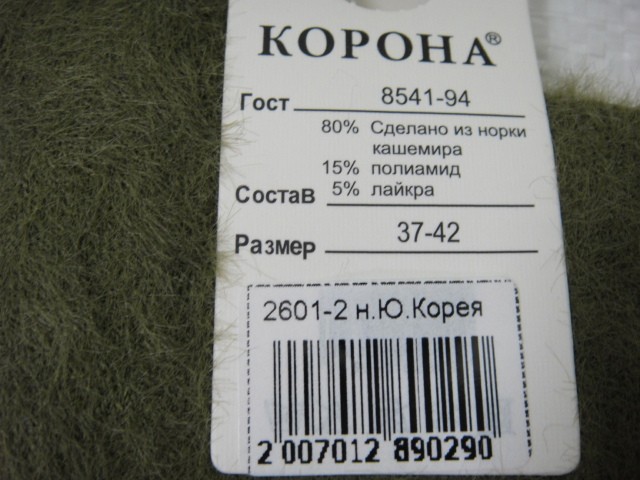 КОРОНА®
Гост 8541-94
80% Сделано из норки
кашемира
15% полиамид
Состав 5% лайкра
Размер 37-42
2601-2 н.Ю.Корея
2 007012 890290